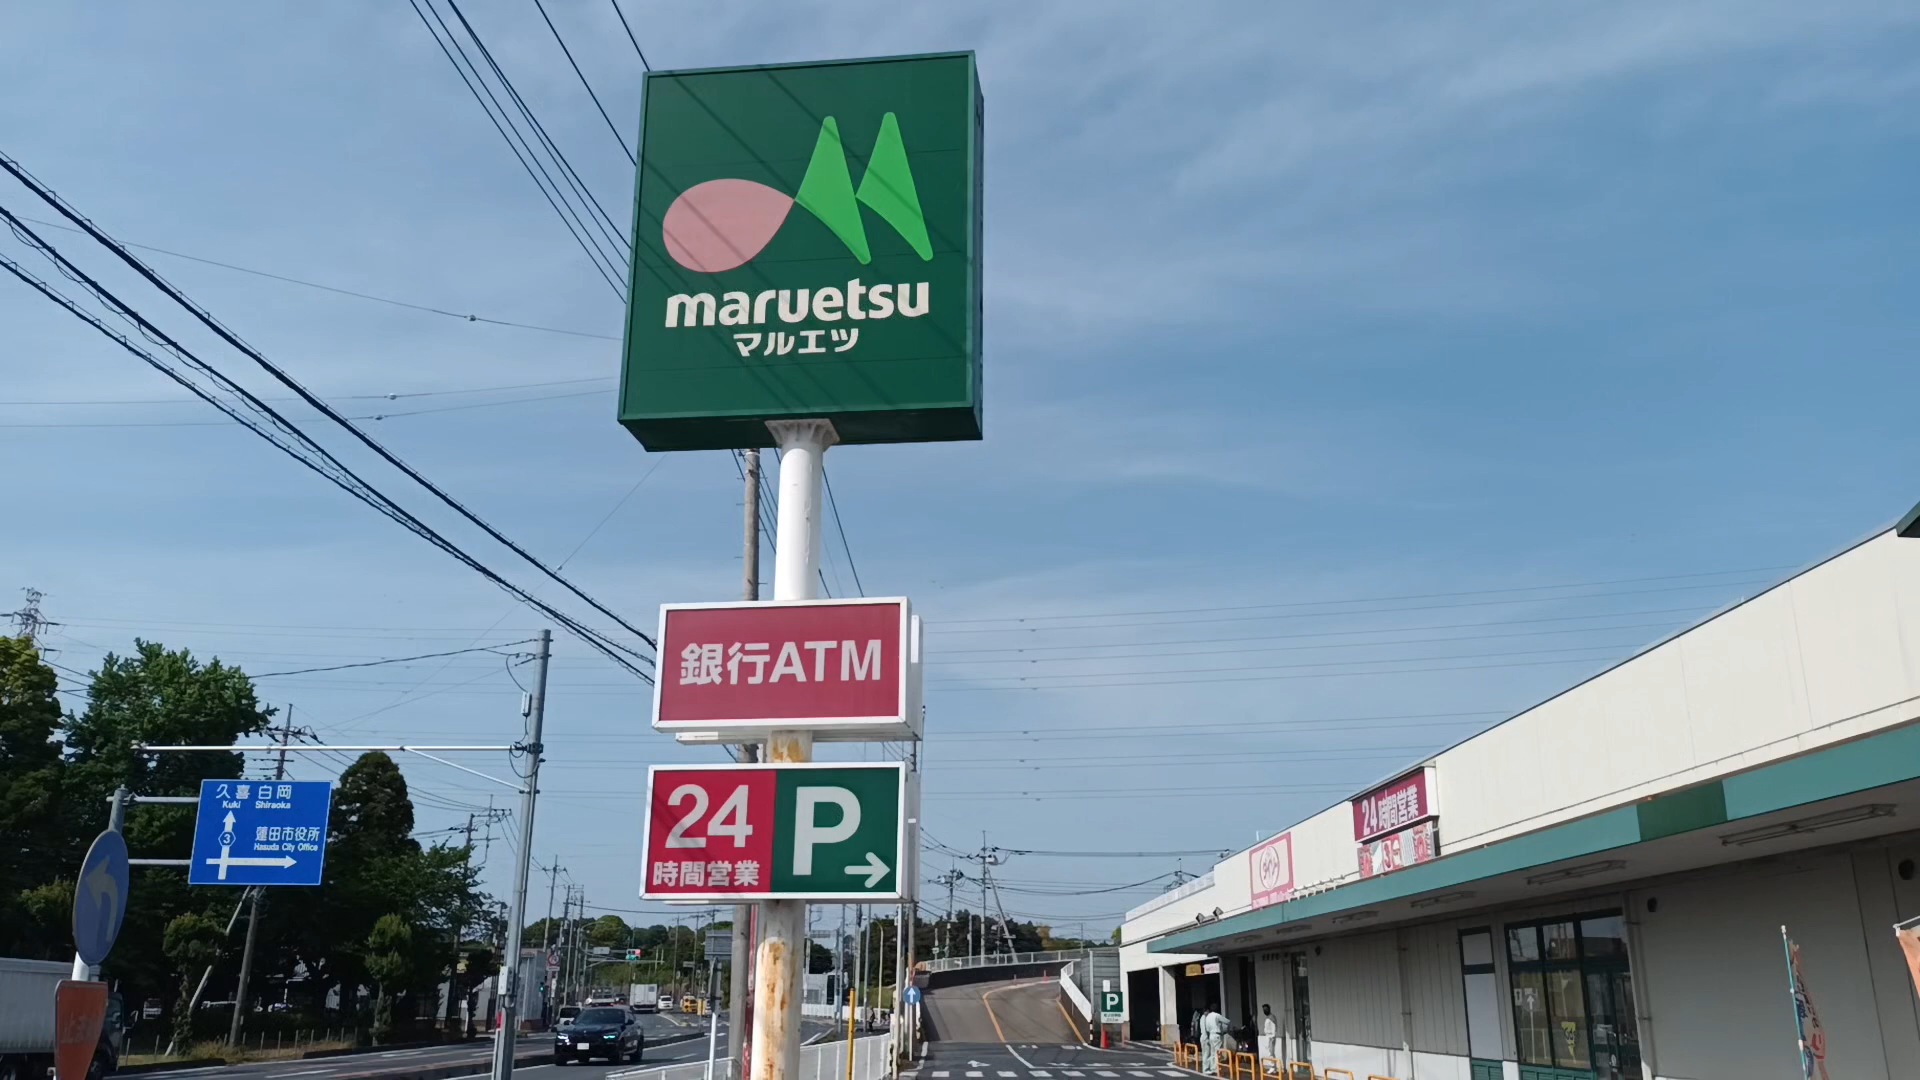 maruetsu
マルエツ
銀行ATM
24
時間営業
P
久喜 白岡
Kuki Shiraoka
3
蓮田市役所
Hasuda City Office
24時間営業
P